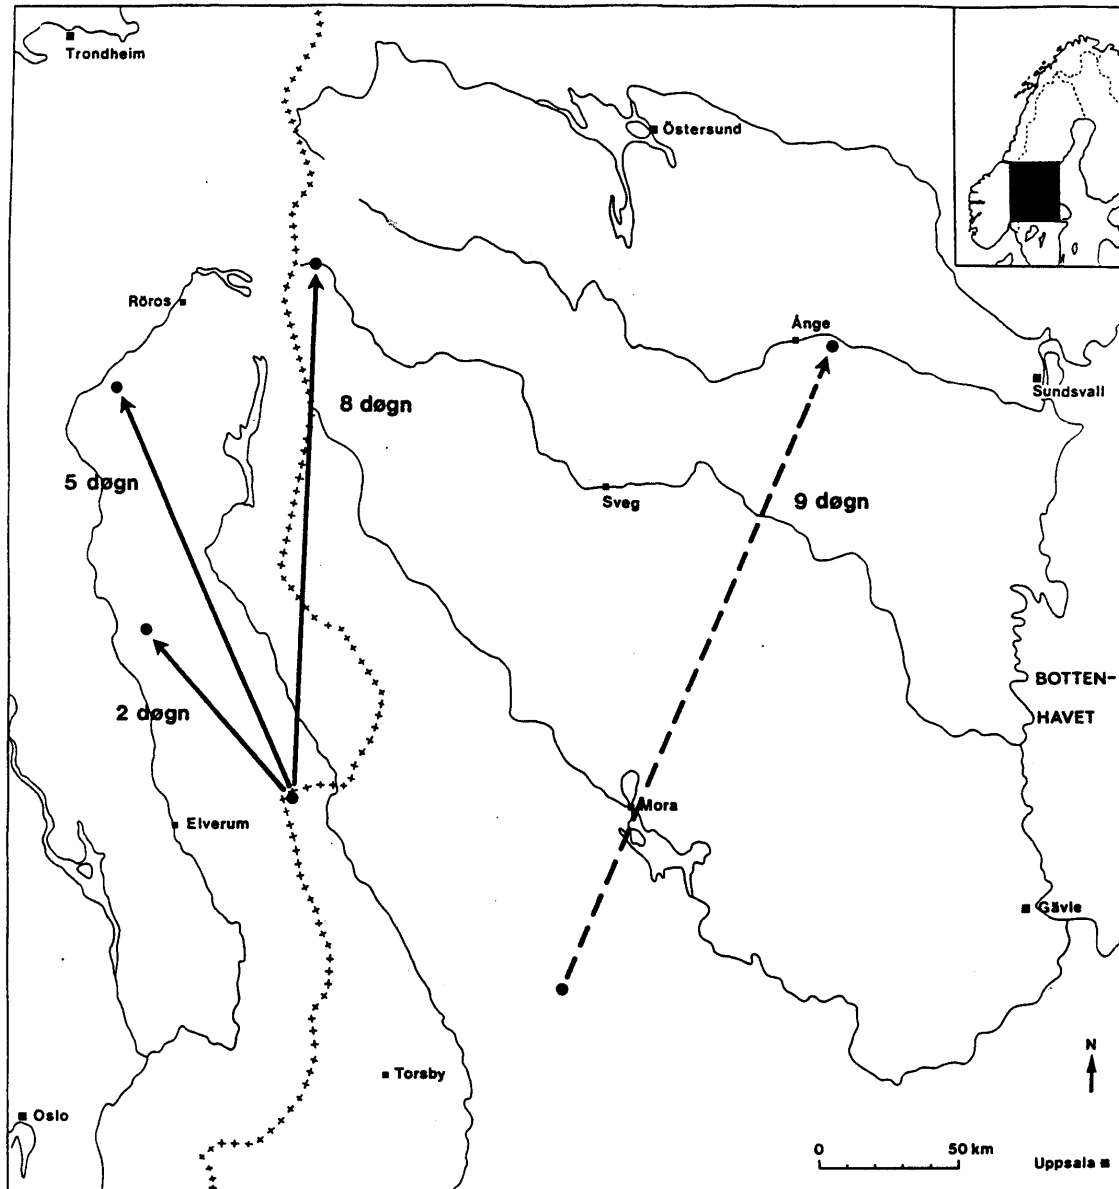 Trondheim
Östersund
Röros
Ånge
Sundsvall
8 døgn
5 døgn
Sveg
9 døgn
BOTTEN-
HAVET
2 døgn
Mora
Elverum
Gävle
N
Torsby
Oslo
0 50 km
Uppsala